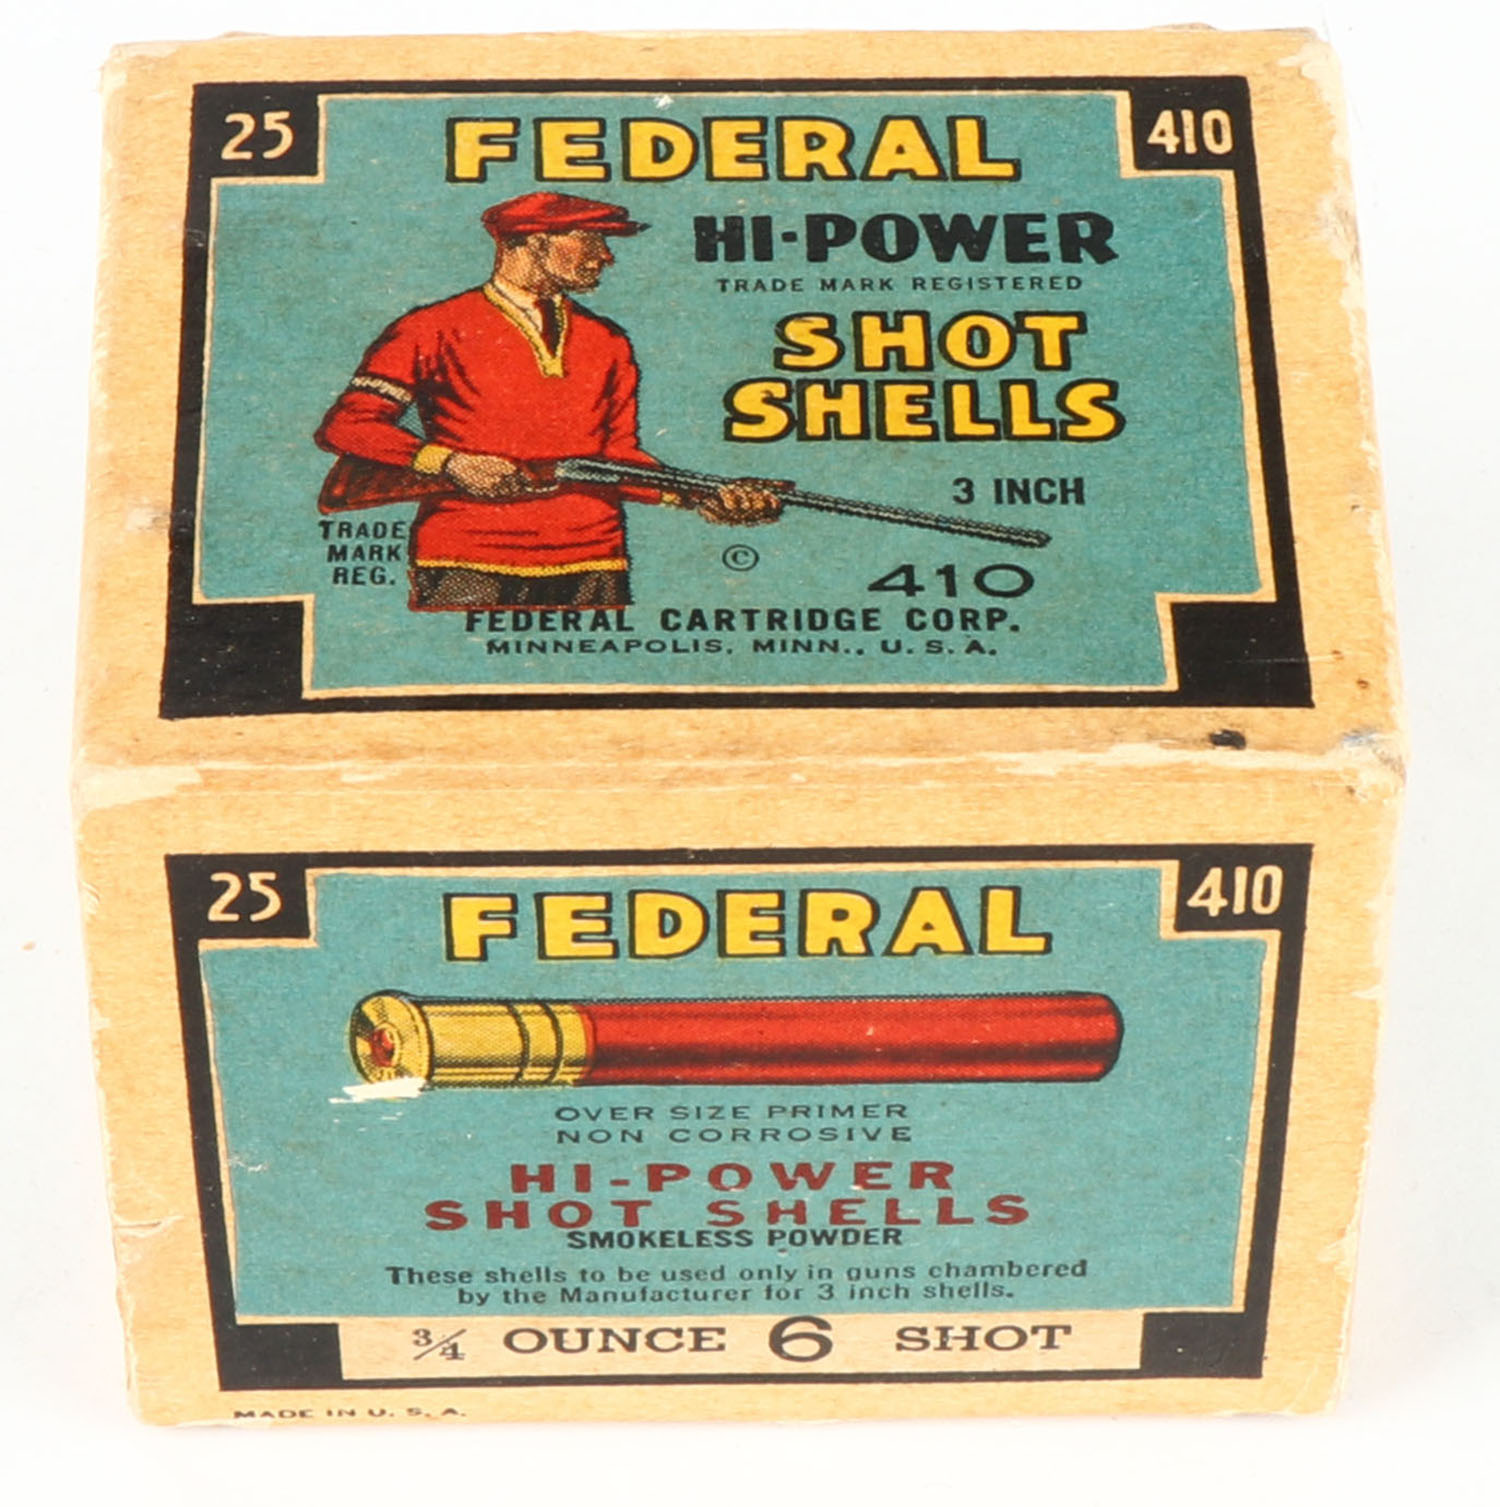 25
FEDERAL
410
HI-POWER
TRADE MARK REGISTERED
SHOT
SHELLS
3 INCH
TRADE
MARK
REG.
©
410
FEDERAL CARTRIDGE CORP.
MINNEAPOLIS, MINN., U.S.A.
25
FEDERAL
410
OVER SIZE PRIMER
NON CORROSIVE
HI-POWER
SHOT SHELLS
SMOKELESS POWDER
These shells to be used only in guns chambered
by the Manufacturer for 3 inch shells.
3/4 OUNCE 6 SHOT
MADE IN U.S.A.